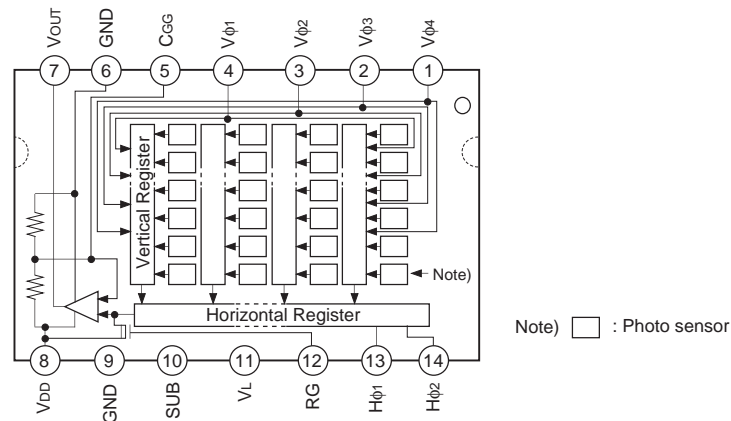 VOUT GND CGG Vφ1 Vφ2 Vφ3 Vφ4
7 6 5 4 3 2 1
Vertical Register
Note)
Horizontal Register
Note) : Photo sensor
8 9 10 11 12 13 14
VDD GND SUB VL RG Hφ1 Hφ2